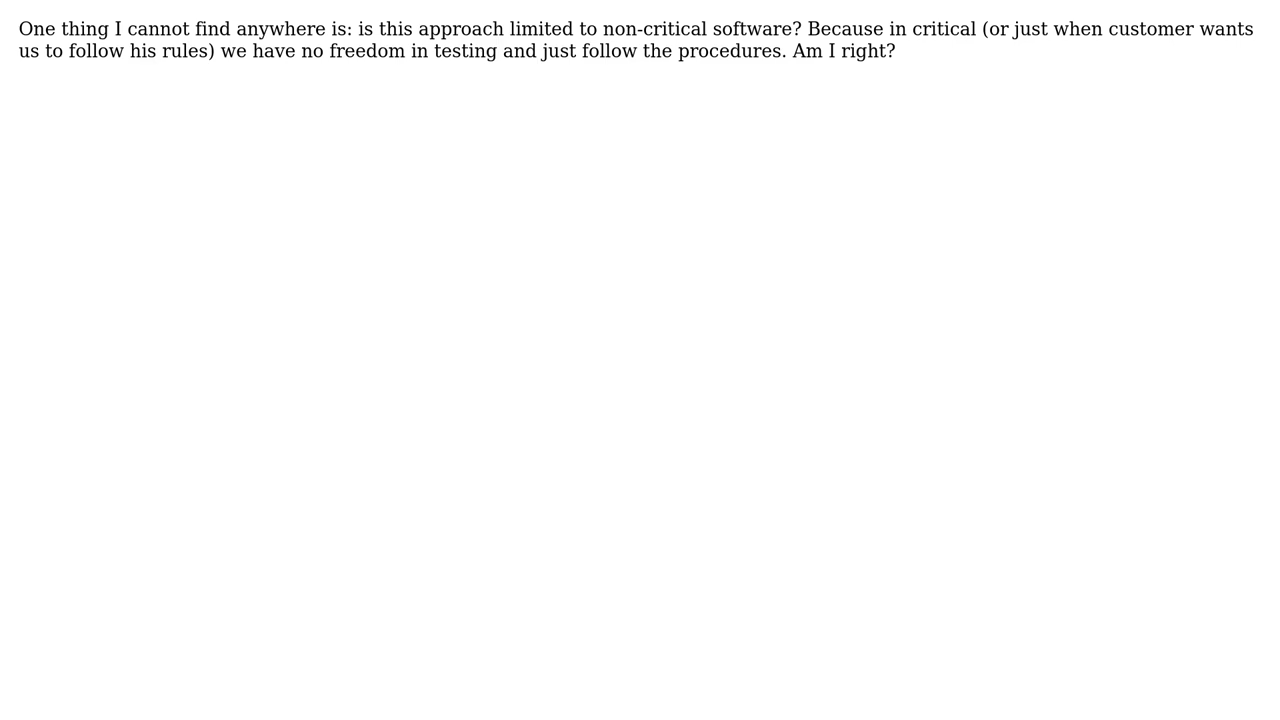 One thing I cannot find anywhere is: is this approach limited to non-critical software? Because in critical (or just when customer wants
us to follow his rules) we have no freedom in testing and just follow the procedures. Am I right?